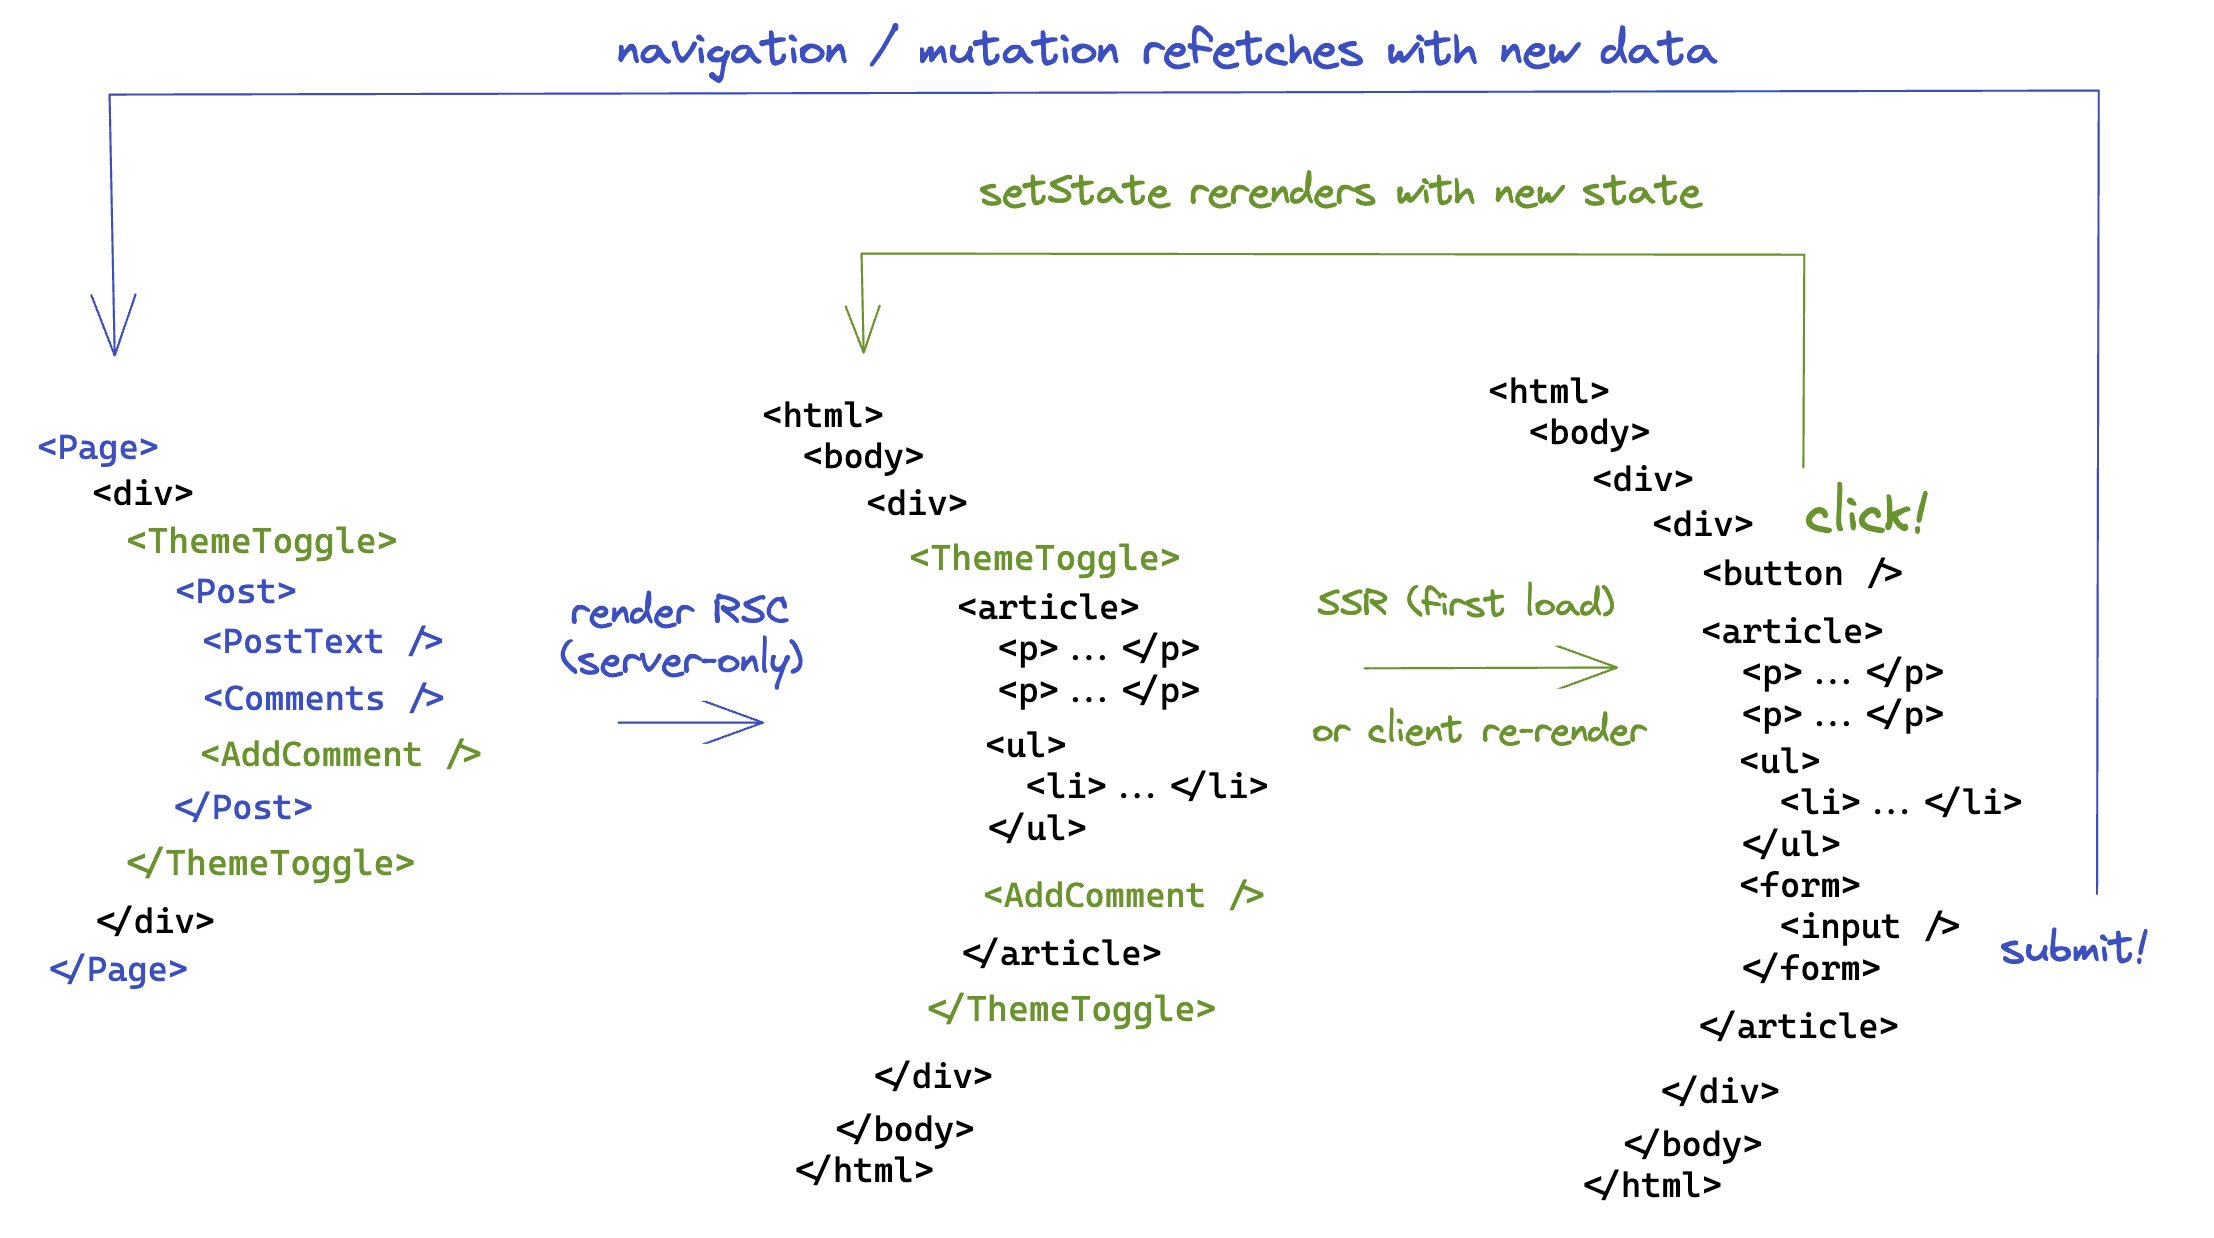 navigation / mutation refetches with new data
setState rerenders with new state
<Page>
<div>
<ThemeToggle>
<Post>
<PostText />
<Comments />
<AddComment />
</Post>
</ThemeToggle>
</div>
</Page>
render RSC
(server-only)
<html>
<body>
<div>
<ThemeToggle>
<article>
<p> ... </p>
<p> ... </p>
<ul>
<li> ... </li>
</ul>
<AddComment />
</article>
</ThemeToggle>
</div>
</body>
</html>
SSR (first load)
or client re-render
<html>
<body>
<div>
<div>
click!
<button />
<article>
<p> ... </p>
<p> ... </p>
<ul>
<li> ... </li>
</ul>
<form>
<input />
</form>
submit!
</article>
</div>
</body>
</html>